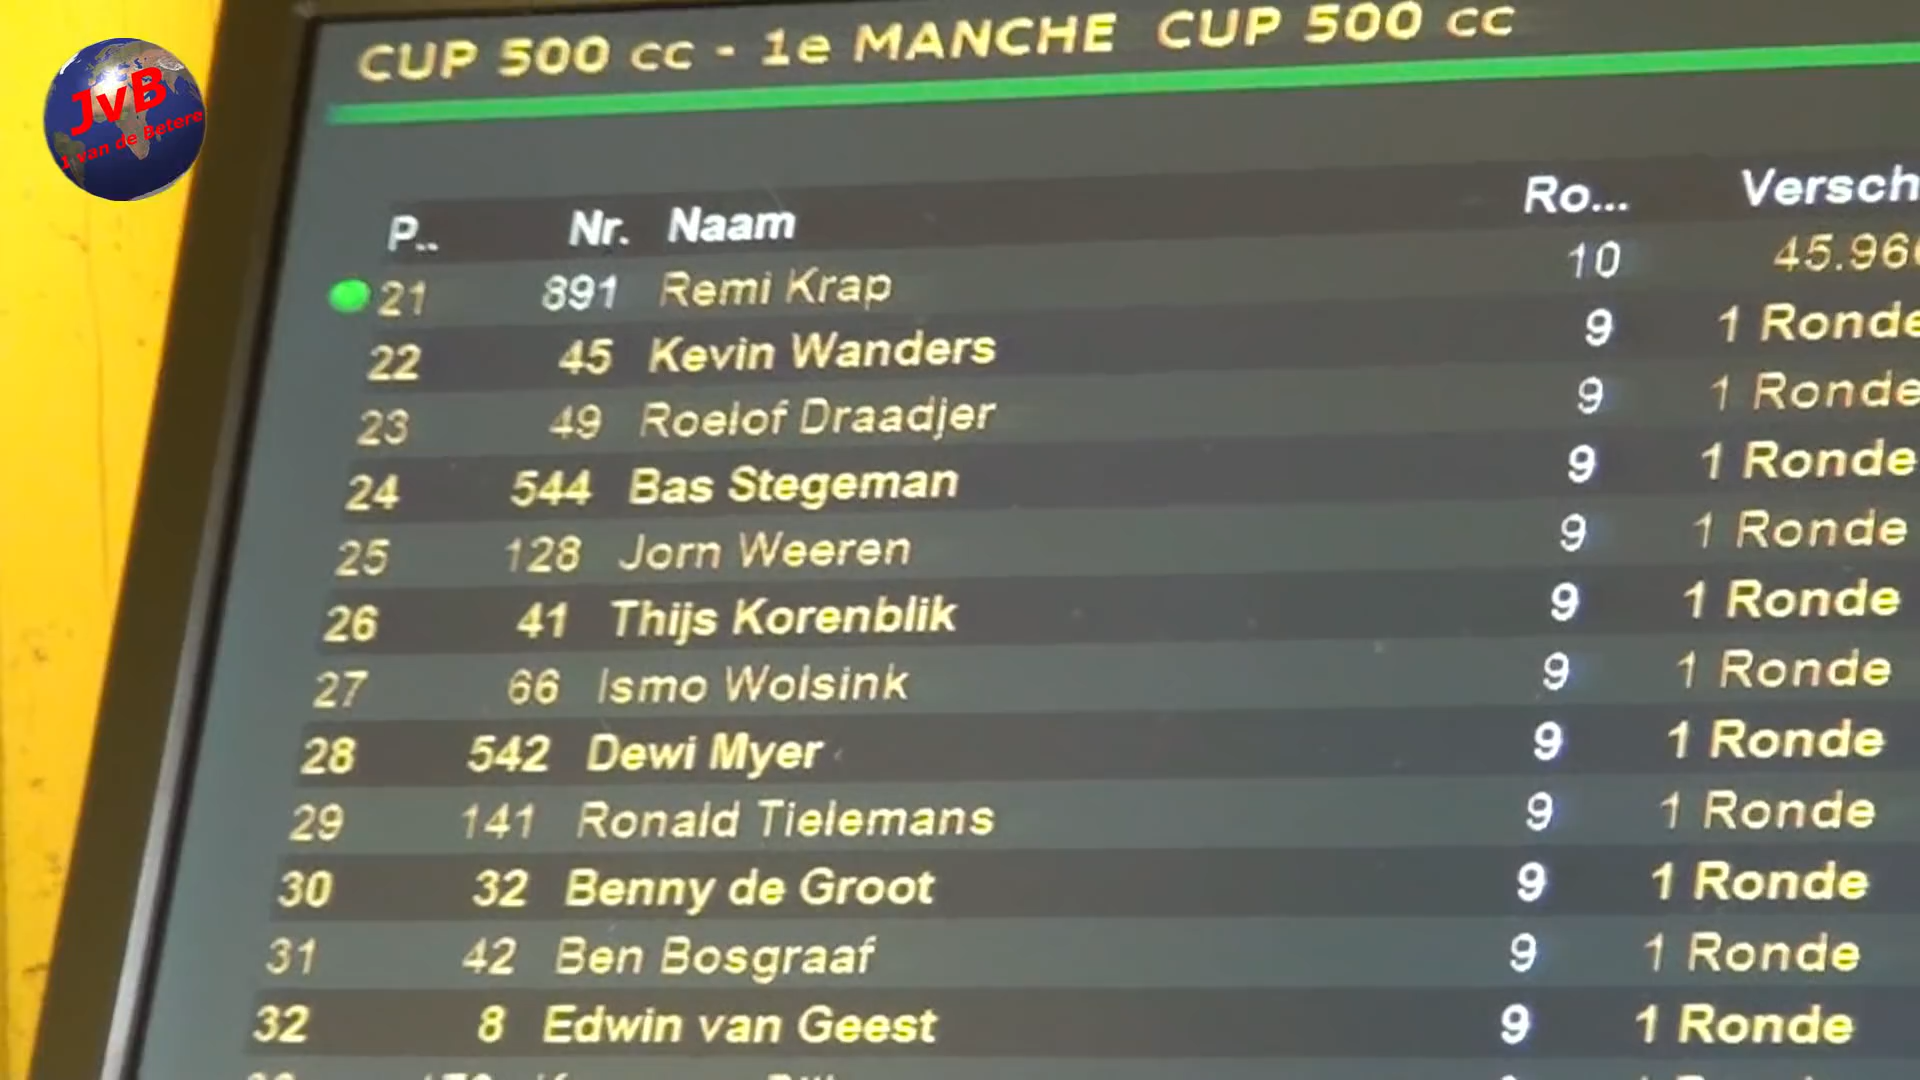 JvB
1 van de Betere
CUP 500 cc - 1e MANCHE CUP 500 cc
P.. Nr. Naam Ro... Versch
21 891 Remi Krap 10 45.96
22 45 Kevin Wanders 9 1 Ronde
23 49 Roelof Draadjer 9 1 Ronde
24 544 Bas Stegeman 9 1 Ronde
25 128 Jorn Weeren 9 1 Ronde
26 41 Thijs Korenblik 9 1 Ronde
27 66 Ismo Wolsink 9 1 Ronde
28 542 Dewi Myer 9 1 Ronde
29 141 Ronald Tielemans 9 1 Ronde
30 32 Benny de Groot 9 1 Ronde
31 42 Ben Bosgraaf 9 1 Ronde
32 8 Edwin van Geest 9 1 Ronde